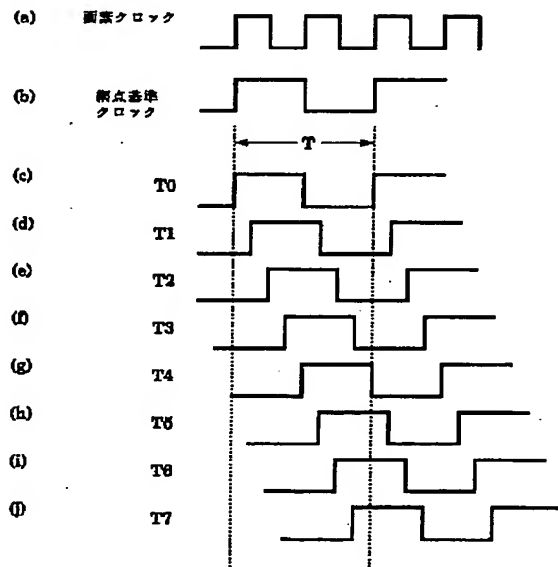 (a) 画素クロック
(b) 網点基準
クロック
T
(c) T0
(d) T1
(e) T2
(f) T3
(g) T4
(h) T5
(i) T6
(j) T7